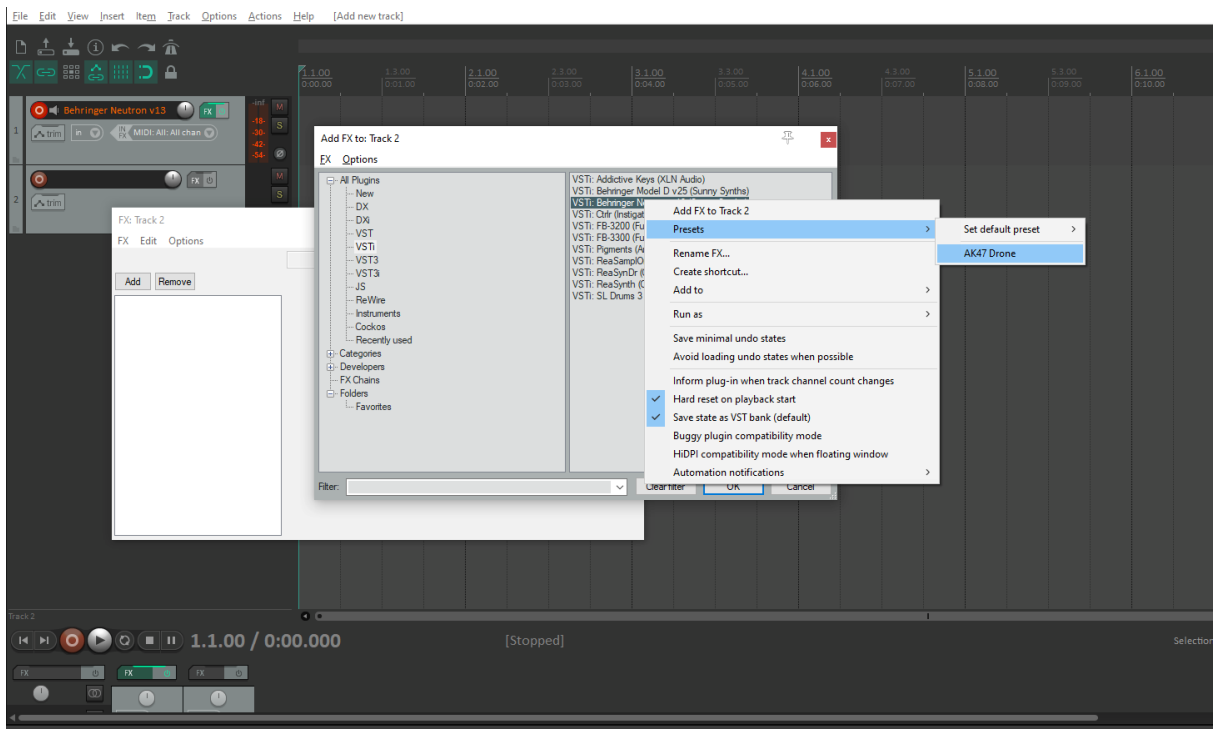 File Edit View Insert Item Track Options Actions Help [Add new track]
1.1.00 1.3.00 2.1.00 2.3.00 3.1.00 3.3.00 4.1.00 4.3.00 5.1.00 5.3.00 6.1.00
0:00.00 0:01.00 0:02.00 0:03.00 0:04.00 0:05.00 0:06.00 0:07.00 0:08.00 0:09.00 0:10.00
1
Behringer Neutron v13 FX
trim in IN FX MIDI: All: All chan
-inf M
-18- S
-30-
-42-
-54-
2
FX M
trim S
FX: Track 2
FX Edit Options
Add Remove
Add FX to: Track 2
FX Options
All Plugins
New
DX
DXi
VST
VSTi
VST3
VST3i
JS
ReWire
Instruments
Cockos
Recently used
Categories
Developers
FX Chains
Folders
Favorites
VSTi: Addictive Keys (XLN Audio)
VSTi: Behringer Model D v25 (Sunny Synths)
VSTi: Behringer
VSTi: Ctrlr (Instigat
VSTi: FB-3200 (Fu
VSTi: FB-3300 (Fu
VSTi: Pigments
VSTi: ReaSamplO
VSTi: ReaSynDr
VSTi: ReaSynth
VSTi: SL Drums 3
Filter: Clear filter OK Cancel
Add FX to Track 2
Presets
Rename FX...
Create shortcut...
Add to
Run as
Save minimal undo states
Avoid loading undo states when possible
Inform plug-in when track channel count changes
Hard reset on playback start
Save state as VST bank (default)
Buggy plugin compatibility mode
HiDPI compatibility mode when floating window
Automation notifications
Set default preset
AK47 Drone
Track 2
1.1.00 / 0:00.000 [Stopped] Selection
FX FX FX